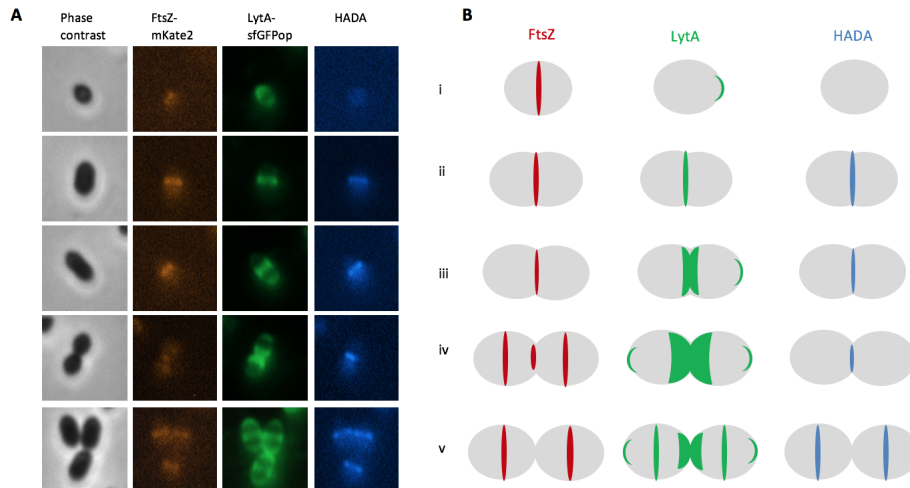 A
Phase
contrast
FtsZ-
mKate2
LytA-
sfGFPop
HADA
B
FtsZ
LytA
HADA
i
ii
iii
iv
v